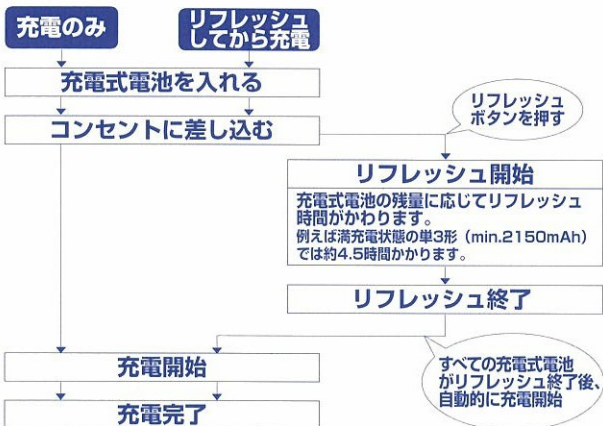 充電のみ
リフレッシュ
してから充電
充電式電池を入れる
コンセントに差し込む
リフレッシュ
ボタンを押す
リフレッシュ開始
充電式電池の残量に応じてリフレッシュ
時間がかわります。
例えば満充電状態の単3形（min.2150mAh）
では約4.5時間かかります。
リフレッシュ終了
充電開始
すべての充電式電池
がリフレッシュ終了後、
自動的に充電開始
充電完了